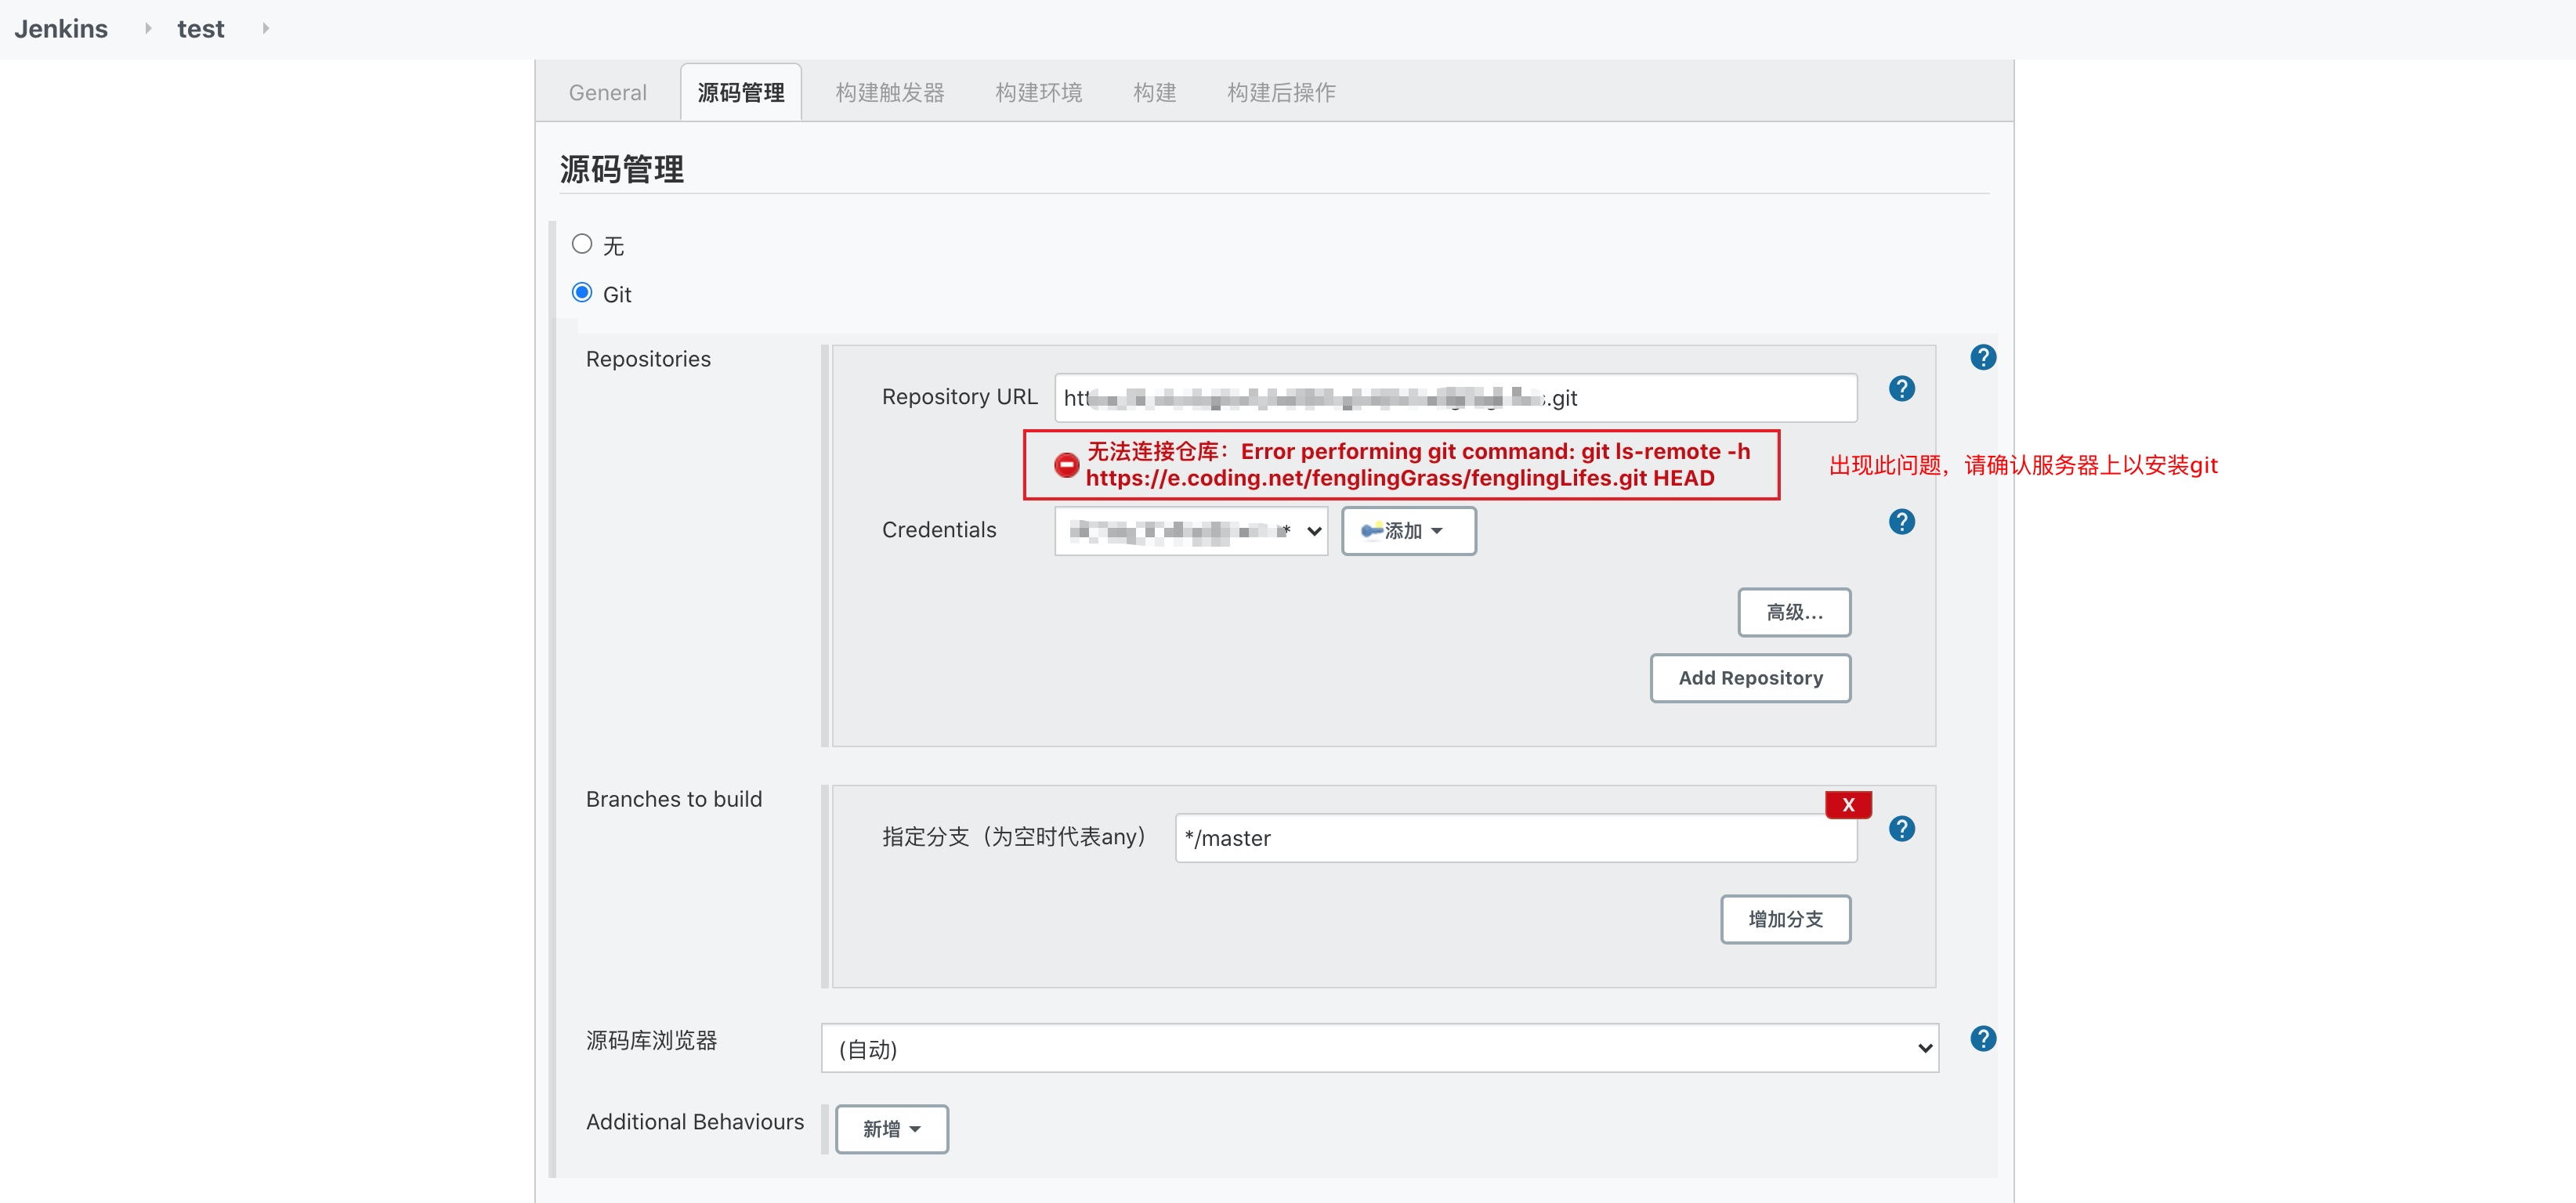 Jenkins
test
General
源码管理
构建触发器
构建环境
构建
构建后操作
源码管理
无
Git
Repositories
Repository URL
.git
无法连接仓库：Error performing git command: git ls-remote -h
https://e.coding.net/fenglingGrass/fenglingLifes.git HEAD
出现此问题，请确认服务器上以安装git
Credentials
*
添加
高级...
Add Repository
Branches to build
X
指定分支（为空时代表any）
*/master
增加分支
源码库浏览器
(自动)
Additional Behaviours
新增